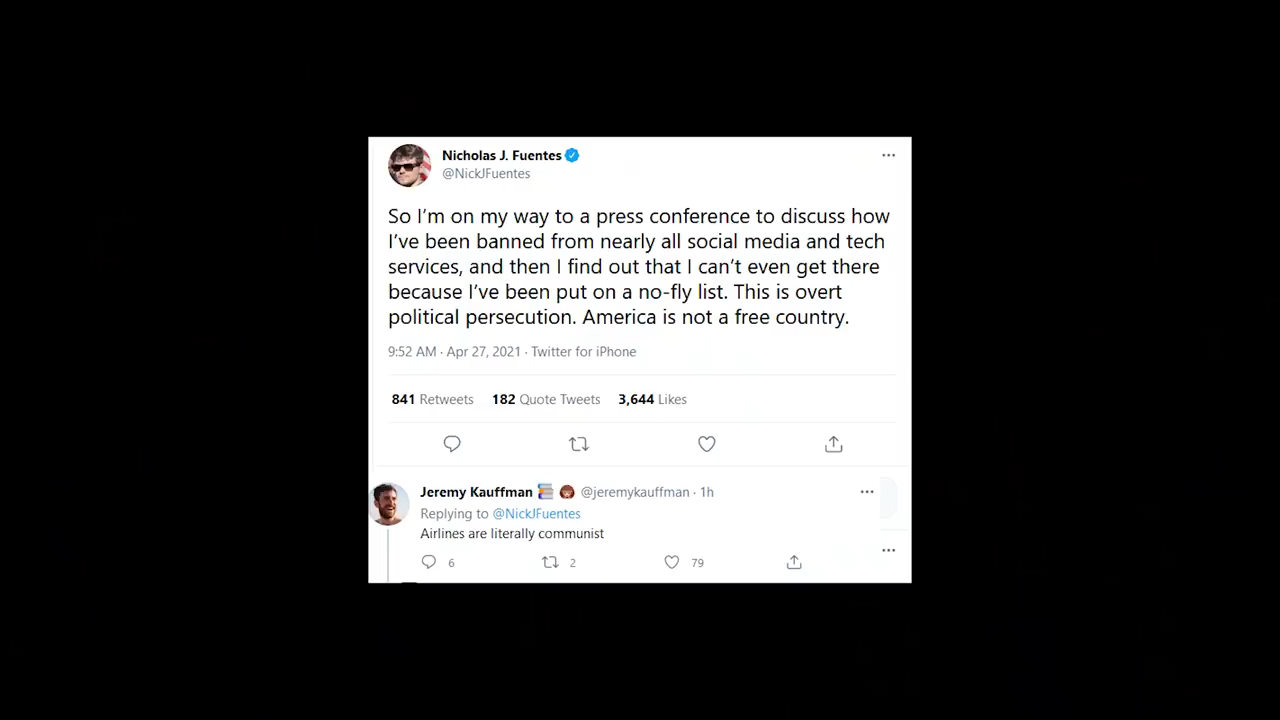 Nicholas J. Fuentes
@NickJFuentes
So I'm on my way to a press conference to discuss how
I've been banned from nearly all social media and tech
services, and then I find out that I can't even get there
because I've been put on a no-fly list. This is overt
political persecution. America is not a free country.
9:52 AM · Apr 27, 2021 · Twitter for iPhone
841 Retweets 182 Quote Tweets 3,644 Likes
Jeremy Kauffman @jeremykauffman · 1h
Replying to @NickJFuentes
Airlines are literally communist
6 2 79